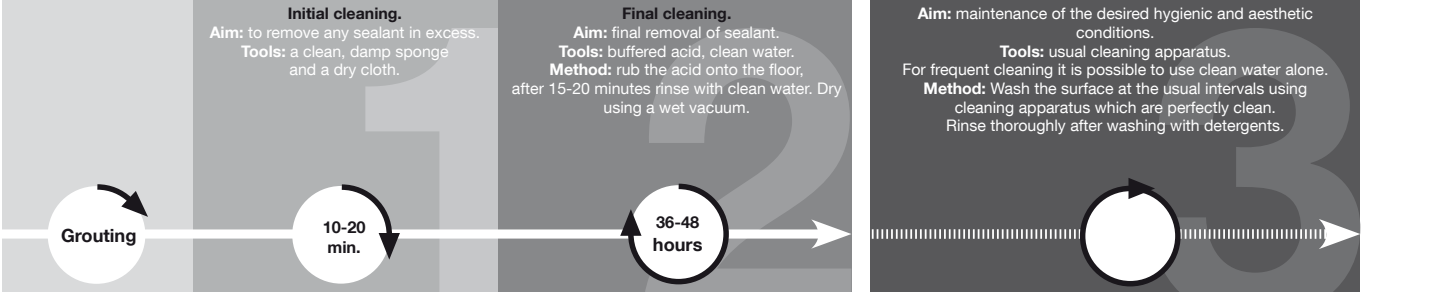 Grouting
1
Initial cleaning.
Aim: to remove any sealant in excess.
Tools: a clean, damp sponge
and a dry cloth.
10-20
min.
2
Final cleaning.
Aim: final removal of sealant.
Tools: buffered acid, clean water.
Method: rub the acid onto the floor,
after 15-20 minutes rinse with clean water. Dry
using a wet vacuum.
36-48
hours
3
Aim: maintenance of the desired hygienic and aesthetic
conditions.
Tools: usual cleaning apparatus.
For frequent cleaning it is possible to use clean water alone.
Method: Wash the surface at the usual intervals using
cleaning apparatus which are perfectly clean.
Rinse thoroughly after washing with detergents.